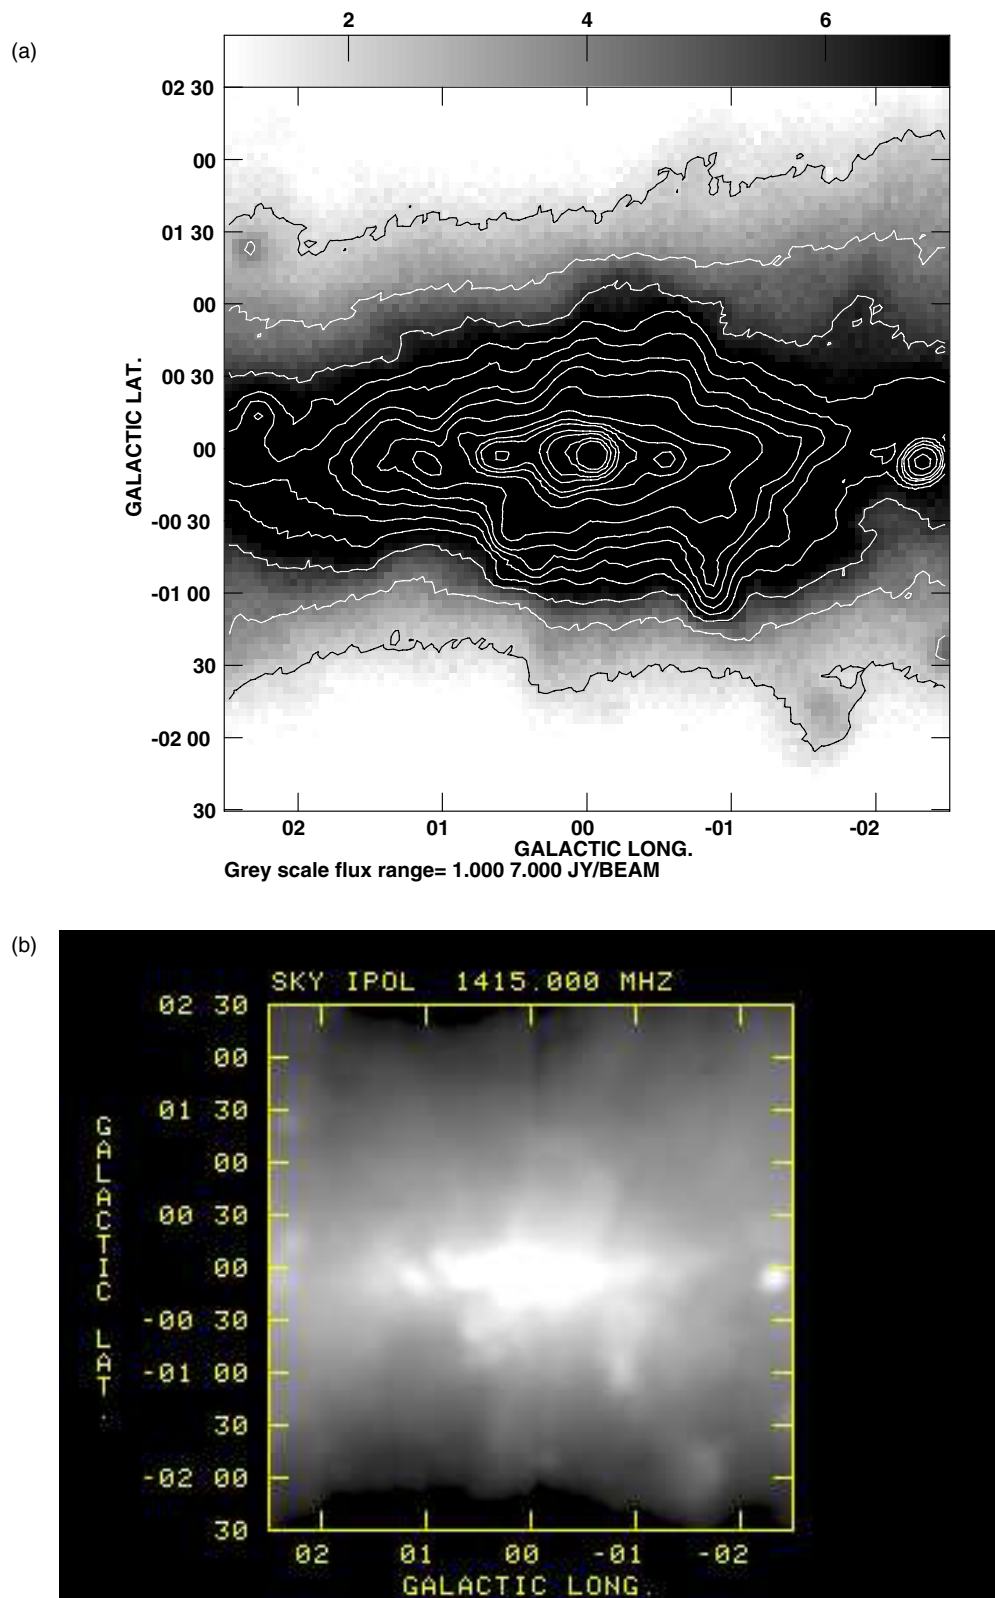 (a)
2 4 6
02 30
00
01 30
00
00 30
00
-00 30
-01 00
30
-02 00
30
GALACTIC LAT.
02 01 00 -01 -02
GALACTIC LONG.
Grey scale flux range= 1.000 7.000 JY/BEAM
(b)
SKY IPOL 1415.000 MHZ
02 30
00
01 30
00
00 30
00
-00 30
-01 00
30
-02 00
30
GALACTIC LAT.
02 01 00 -01 -02
GALACTIC LONG.